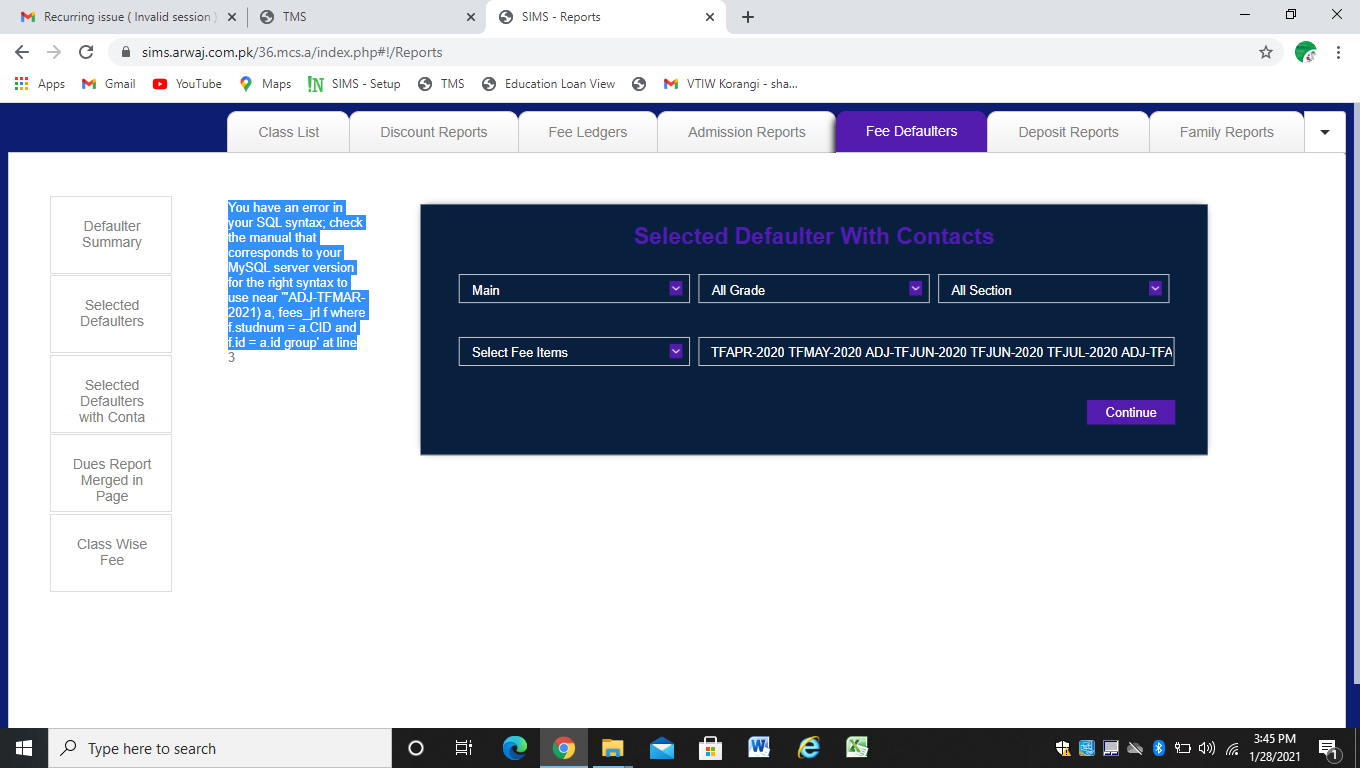 Recurring issue ( Invalid session )
TMS
SIMS - Reports
sims.arwaj.com.pk/36.mcs.a/index.php#!/Reports
Apps
Gmail
YouTube
Maps
SIMS - Setup
TMS
Education Loan View
VTIW Korangi - sha...
Class List
Discount Reports
Fee Ledgers
Admission Reports
Fee Defaulters
Deposit Reports
Family Reports
Defaulter
Summary
Selected
Defaulters
Selected
Defaulters
with Conta
Dues Report
Merged in
Page
Class Wise
Fee
You have an error in
your SQL syntax; check
the manual that
corresponds to your
MySQL server version
for the right syntax to
use near '"ADJ-TFMAR-
2021) a, fees_jrl f where
f.studnum = a.CID and
f.id = a.id group' at line
3
Selected Defaulter With Contacts
Main
All Grade
All Section
Select Fee Items
TFAPR-2020 TFMAY-2020 ADJ-TFJUN-2020 TFJUN-2020 TFJUL-2020 ADJ-TFA
Continue
Type here to search
3:45 PM
1/28/2021
1